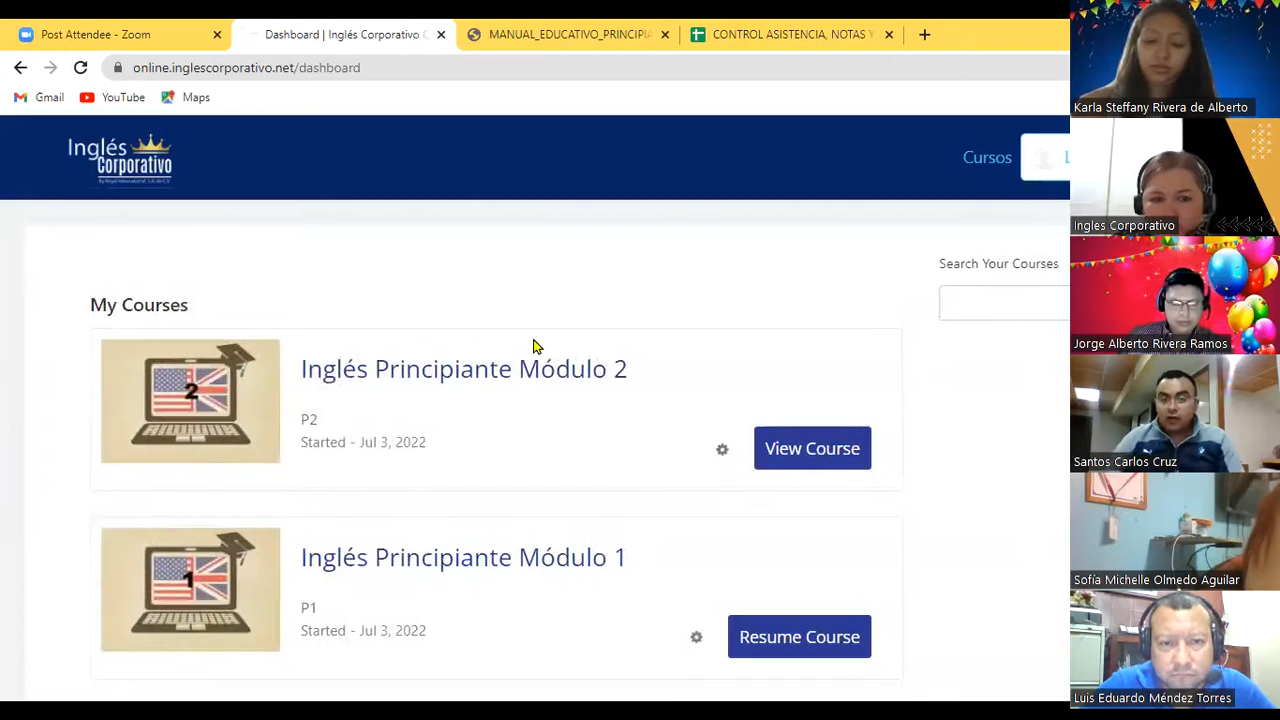 Post Attendee - Zoom
Dashboard | Inglés Corporativo
MANUAL_EDUCATIVO_PRINCIPIA
CONTROL ASISTENCIA, NOTAS Y
online.inglescorporativo.net/dashboard
Gmail
YouTube
Maps
Inglés
Corporativo
Cursos
My Courses
Search Your Courses
2
Inglés Principiante Módulo 2
P2
Started - Jul 3, 2022
View Course
1
Inglés Principiante Módulo 1
P1
Started - Jul 3, 2022
Resume Course
Karla Steffany Rivera de Alberto
Ingles Corporativo
Jorge Alberto Rivera Ramos
Santos Carlos Cruz
Sofía Michelle Olmedo Aguilar
Luis Eduardo Méndez Torres